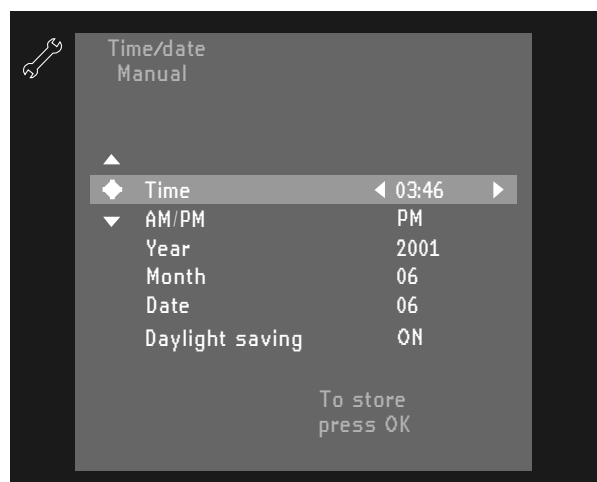 Time/date
Manual
Time 03:46
AM/PM PM
Year 2001
Month 06
Date 06
Daylight saving ON
To store
press OK